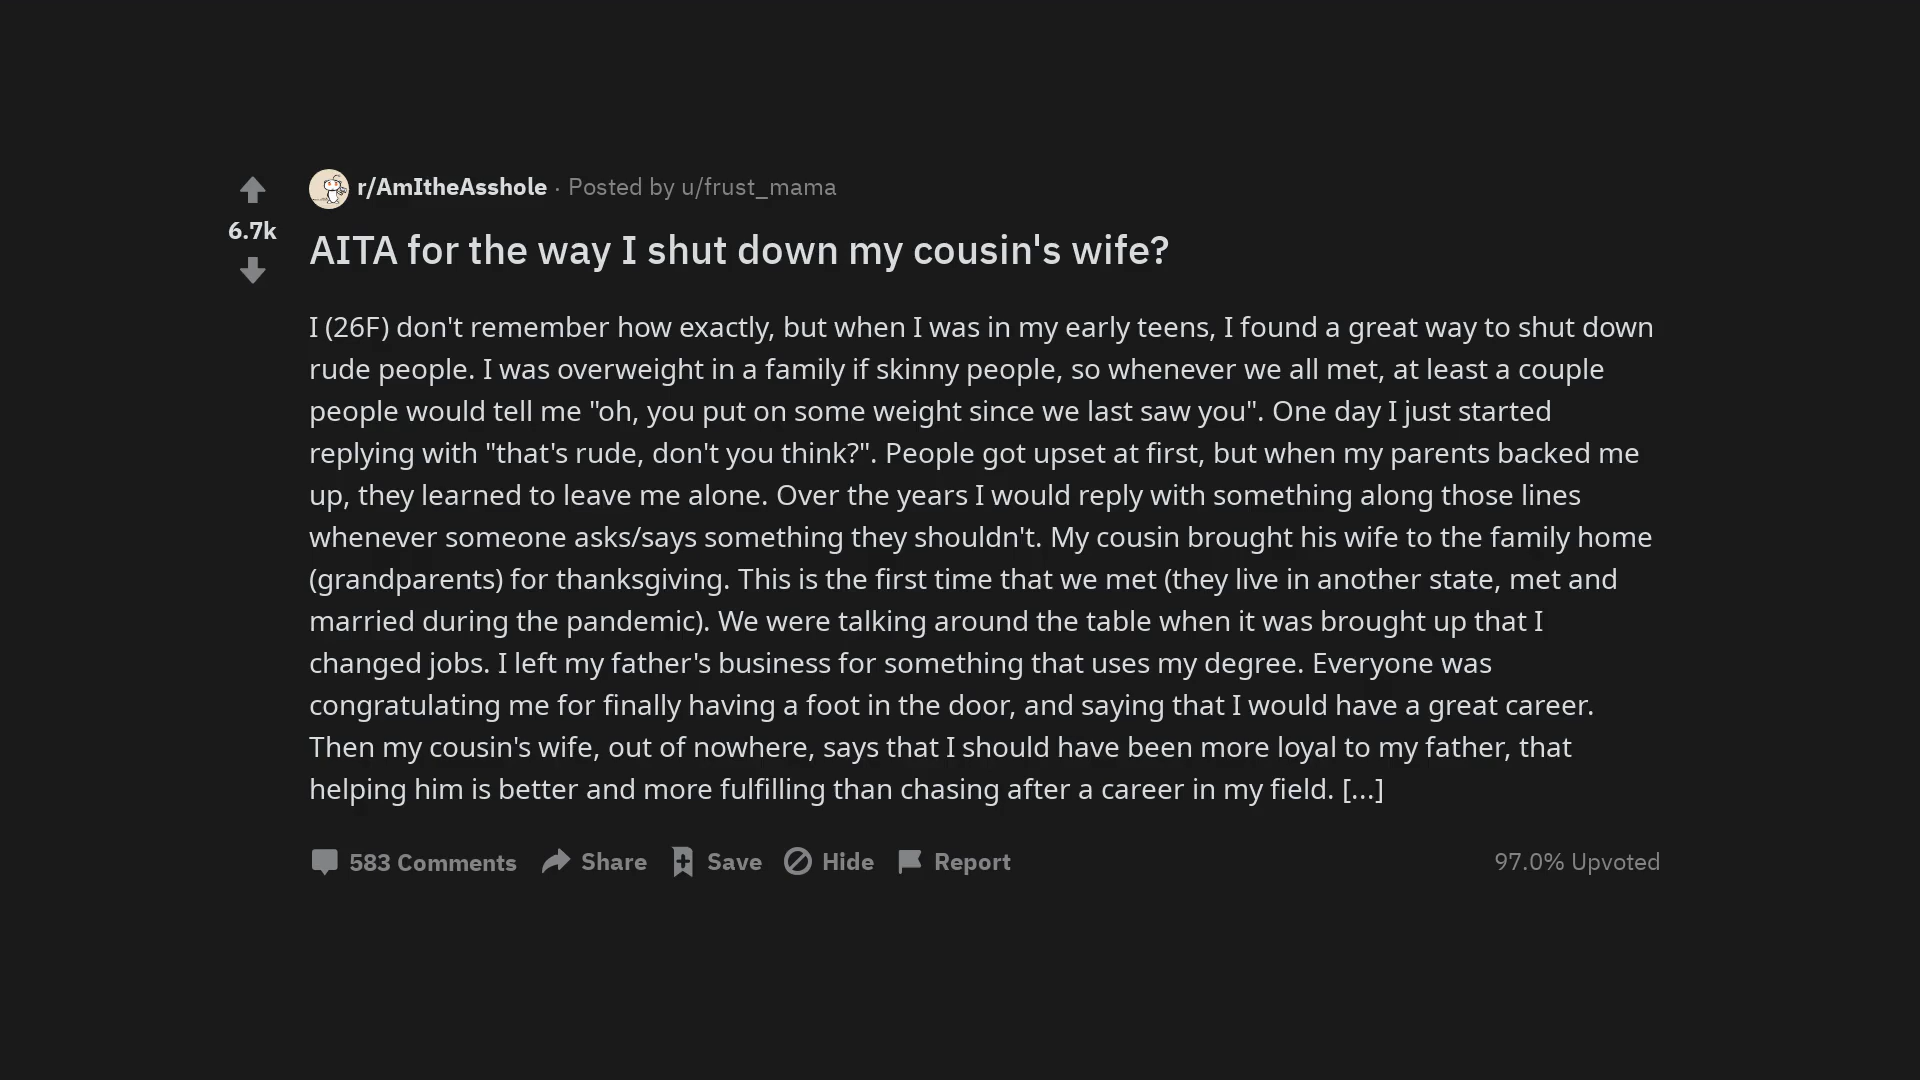 r/AmItheAsshole · Posted by u/frust_mama
6.7k
AITA for the way I shut down my cousin's wife?
I (26F) don't remember how exactly, but when I was in my early teens, I found a great way to shut down
rude people. I was overweight in a family if skinny people, so whenever we all met, at least a couple
people would tell me "oh, you put on some weight since we last saw you". One day I just started
replying with "that's rude, don't you think?". People got upset at first, but when my parents backed me
up, they learned to leave me alone. Over the years I would reply with something along those lines
whenever someone asks/says something they shouldn't. My cousin brought his wife to the family home
(grandparents) for thanksgiving. This is the first time that we met (they live in another state, met and
married during the pandemic). We were talking around the table when it was brought up that I
changed jobs. I left my father's business for something that uses my degree. Everyone was
congratulating me for finally having a foot in the door, and saying that I would have a great career.
Then my cousin's wife, out of nowhere, says that I should have been more loyal to my father, that
helping him is better and more fulfilling than chasing after a career in my field. [...]
583 Comments Share Save Hide Report 97.0% Upvoted